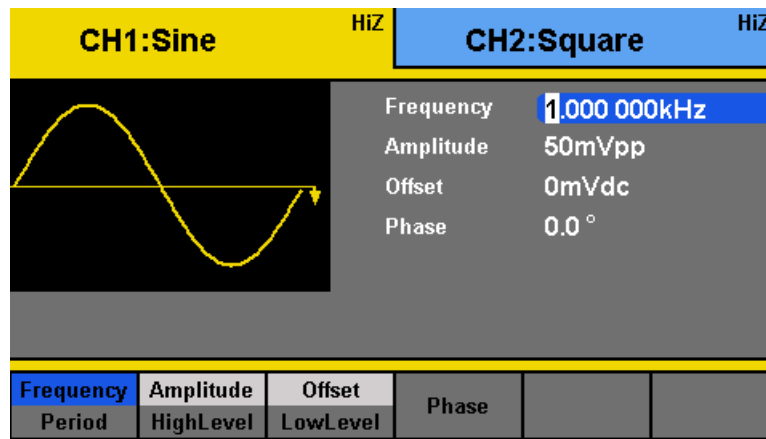 CH1:Sine HiZ CH2:Square HiZ
Frequency 1.000 000kHz
Amplitude 50mVpp
Offset 0mVdc
Phase 0.0 °
Frequency Amplitude Offset Phase
Period HighLevel LowLevel